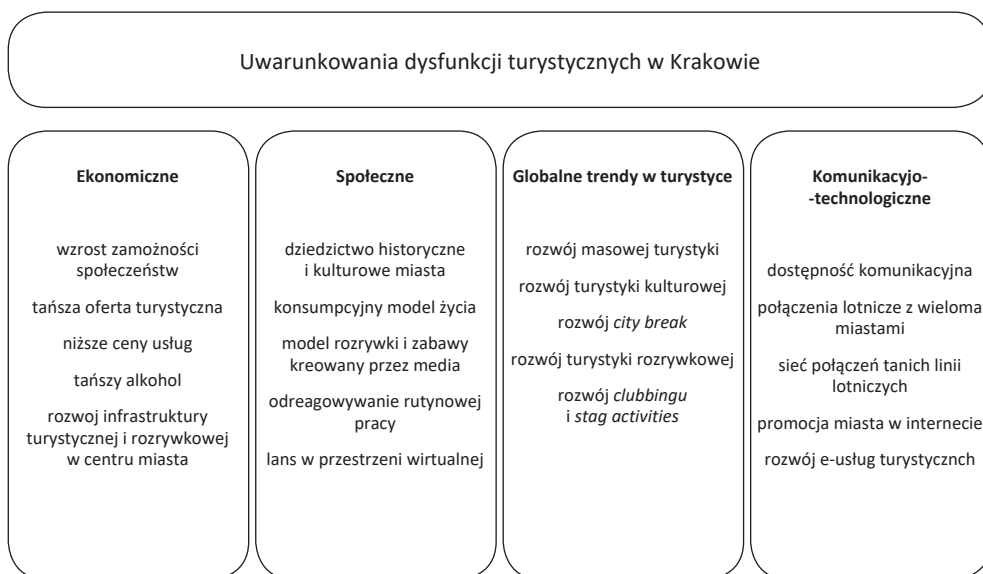 Uwarunkowania dysfunkcji turystycznych w Krakowie
Ekonomiczne
wzrost zamożności
społeczeństw
tańsza oferta turystyczna
niższe ceny usług
tańszy alkohol
rozwoj infrastruktury
turystycznej i rozrywkowej
w centru miasta
Społeczne
dziedzictwo historyczne
i kulturowe miasta
konsumpcyjny model życia
model rozrywki i zabawy
kreowany przez media
odreagowywanie rutynowej
pracy
lans w przestrzeni wirtualnej
Globalne trendy w turystyce
rozwój masowej turystyki
rozwój turystyki kulturowej
rozwój city break
rozwój turystyki rozrywkowej
rozwój clubbingu
i stag activities
Komunikacyjo-
-technologiczne
dostępność komunikacyjna
połączenia lotnicze z wieloma
miastami
sieć połączeń tanich linii
lotniczych
promocja miasta w internecie
rozwój e-usług turystycznch